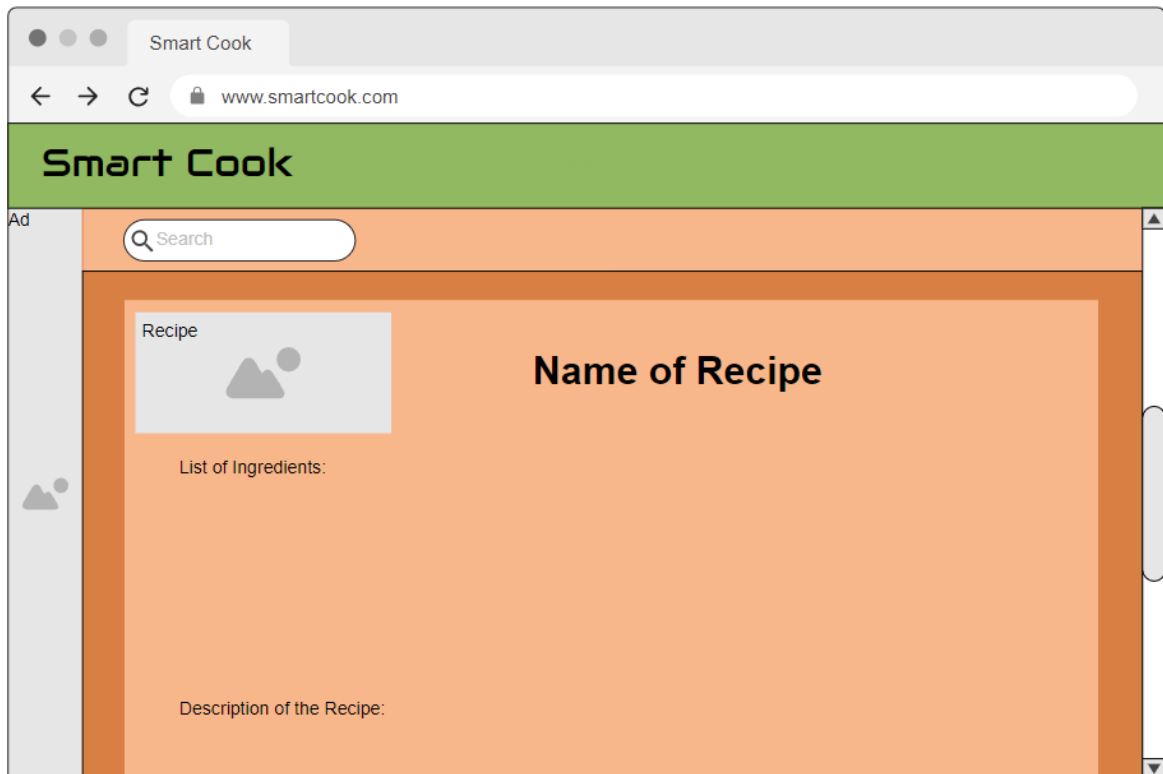 Smart Cook
www.smartcook.com
Smart Cook
Ad
Search
Recipe
Name of Recipe
List of Ingredients:
Description of the Recipe: